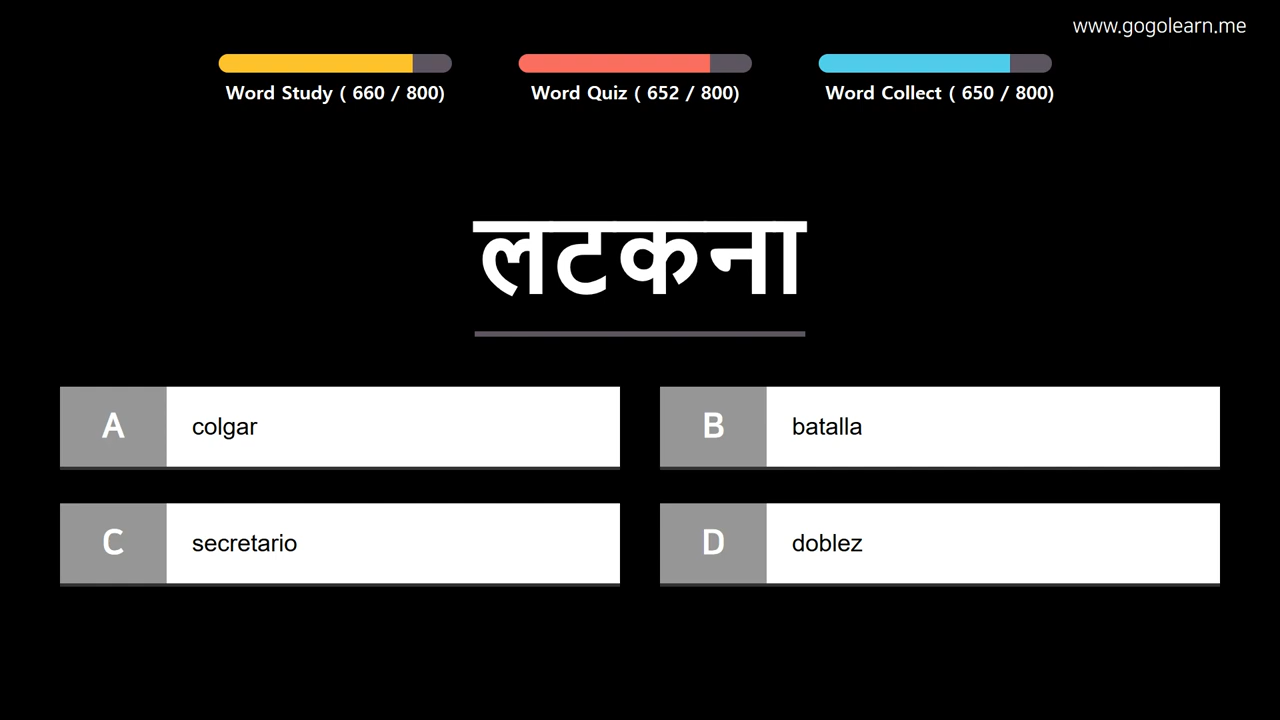 www.gogolearn.me
Word Study ( 660 / 800)
Word Quiz ( 652 / 800)
Word Collect ( 650 / 800)
लटकना
A colgar
B batalla
C secretario
D doblez